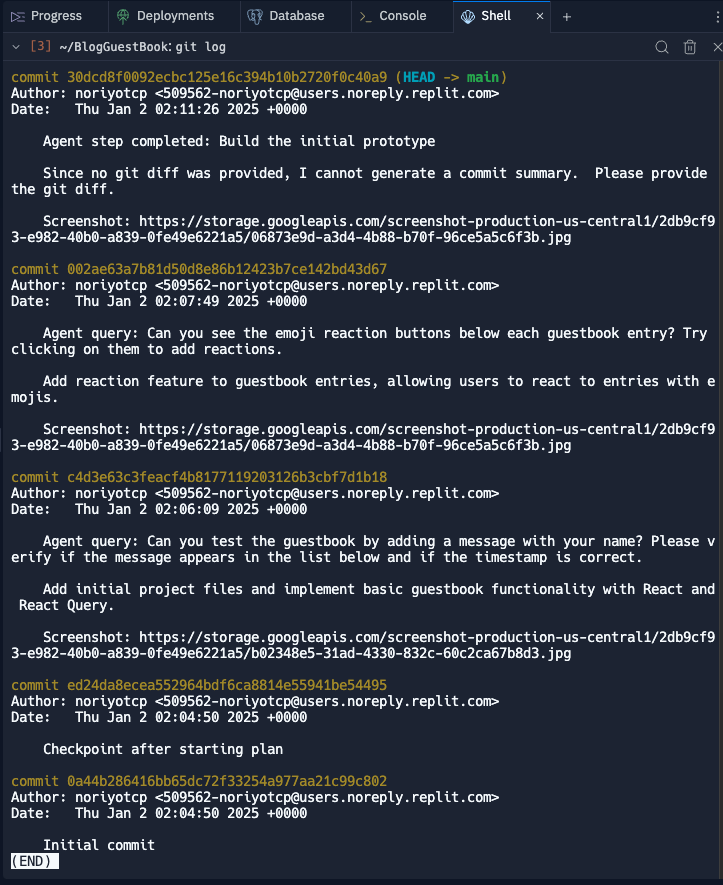 Progress Deployments Database Console Shell × +
[3] ~/BlogGuestBook: git log
commit 30dcd8f0092ecbc125e16c394b10b2720f0c40a9 (HEAD -> main)
Author: noriyotcp <509562-noriyotcp@users.noreply.replit.com>
Date:   Thu Jan 2 02:11:26 2025 +0000
Agent step completed: Build the initial prototype
Since no git diff was provided, I cannot generate a commit summary.  Please provide
the git diff.
Screenshot: https://storage.googleapis.com/screenshot-production-us-central1/2db9cf9
3-e982-40b0-a839-0fe49e6221a5/06873e9d-a3d4-4b88-b70f-96ce5a5c6f3b.jpg
commit 002ae63a7b81d50d8e86b12423b7ce142bd43d67
Author: noriyotcp <509562-noriyotcp@users.noreply.replit.com>
Date:   Thu Jan 2 02:07:49 2025 +0000
Agent query: Can you see the emoji reaction buttons below each guestbook entry? Try
clicking on them to add reactions.
Add reaction feature to guestbook entries, allowing users to react to entries with e
mojis.
Screenshot: https://storage.googleapis.com/screenshot-production-us-central1/2db9cf9
3-e982-40b0-a839-0fe49e6221a5/06873e9d-a3d4-4b88-b70f-96ce5a5c6f3b.jpg
commit c4d3e63c3feacf4b8177119203126b3cbf7d1b18
Author: noriyotcp <509562-noriyotcp@users.noreply.replit.com>
Date:   Thu Jan 2 02:06:09 2025 +0000
Agent query: Can you test the guestbook by adding a message with your name? Please v
erify if the message appears in the list below and if the timestamp is correct.
Add initial project files and implement basic guestbook functionality with React and
React Query.
Screenshot: https://storage.googleapis.com/screenshot-production-us-central1/2db9cf9
3-e982-40b0-a839-0fe49e6221a5/b02348e5-31ad-4330-832c-60c2ca67b8d3.jpg
commit ed24da8ecea552964bdf6ca8814e55941be54495
Author: noriyotcp <509562-noriyotcp@users.noreply.replit.com>
Date:   Thu Jan 2 02:04:50 2025 +0000
Checkpoint after starting plan
commit 0a44b286416bb65dc72f33254a977aa21c99c802
Author: noriyotcp <509562-noriyotcp@users.noreply.replit.com>
Date:   Thu Jan 2 02:04:50 2025 +0000
Initial commit
(END)